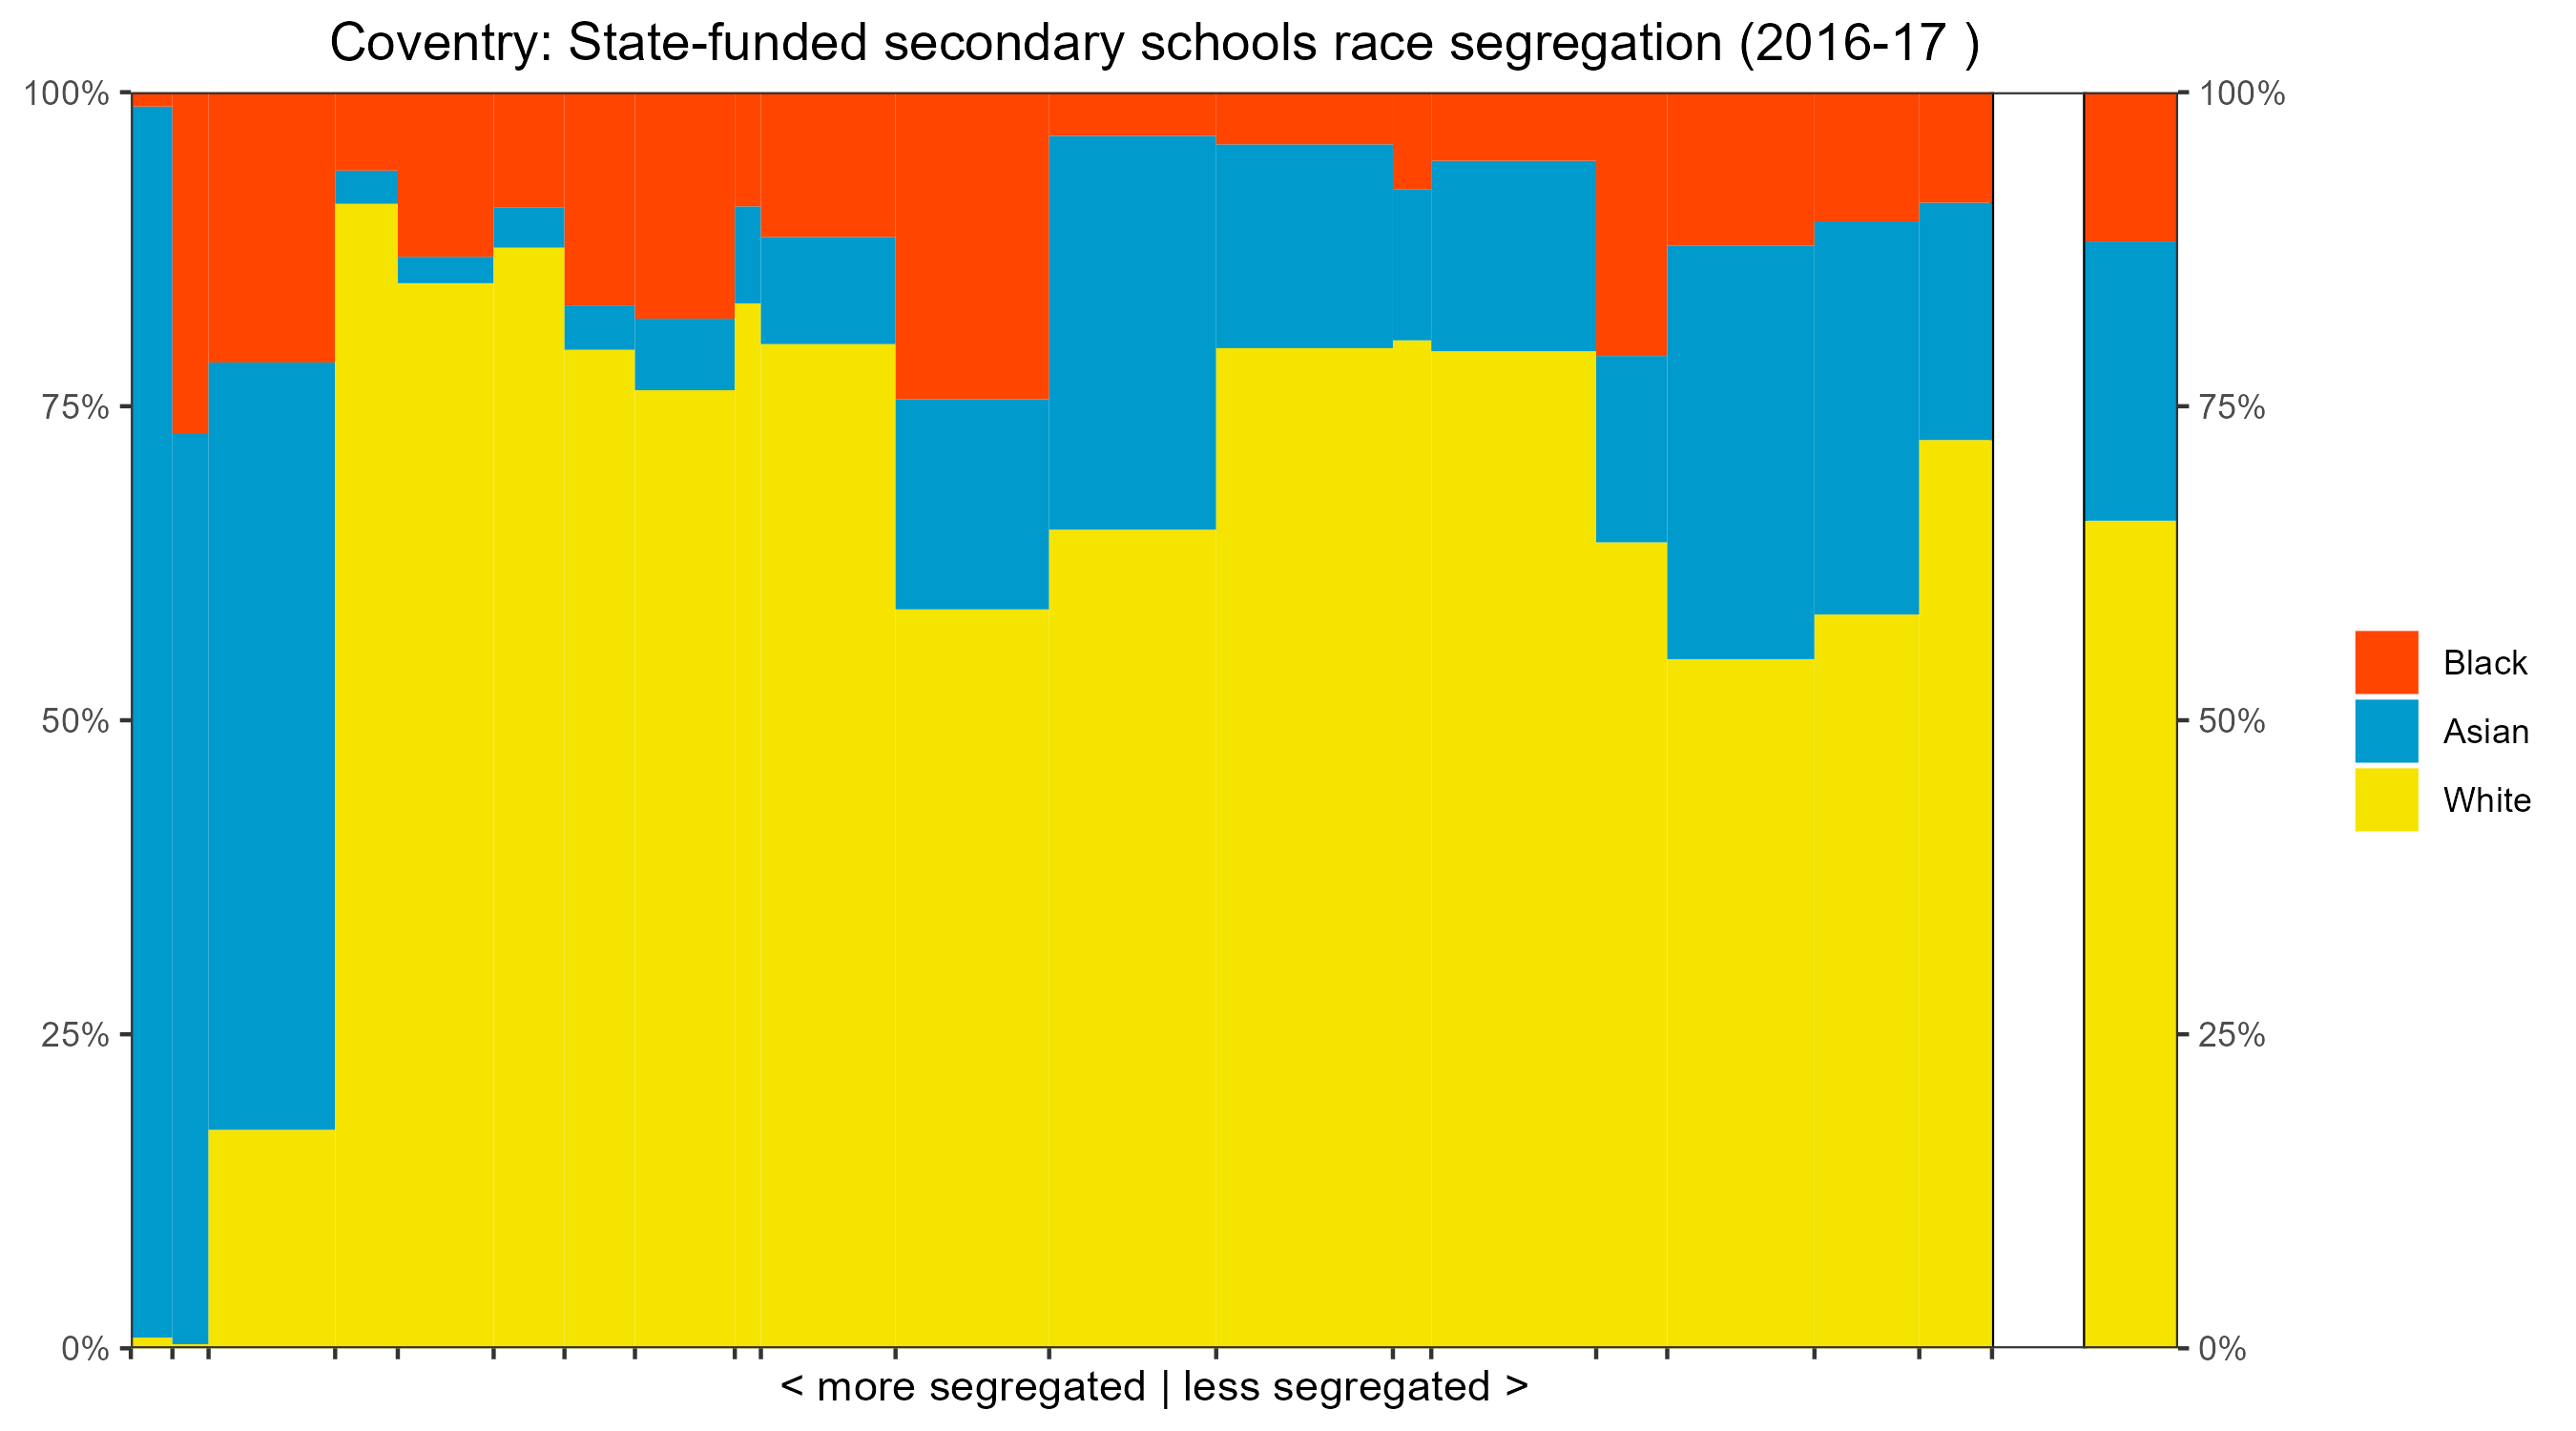 Coventry: State-funded secondary schools race segregation (2016-17 )
100%
75%
50%
25%
0%
100%
75%
50%
25%
0%
Black
Asian
White
< more segregated | less segregated >